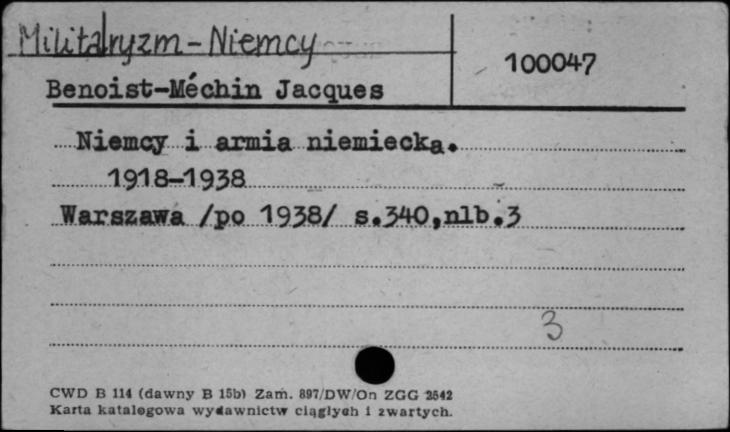 Militaryzm - Niemcy
100047
Benoist-Méchin Jacques
Niemcy i armia niemiecka.
1918-1938
Warszawa /po 1938/ s.340,nlb.3
3
CWD B 114 (dawny B 15b) Zam. 897/DW/On ZGG 2542
Karta katalogowa wydawnictw ciągłych i zwartych.